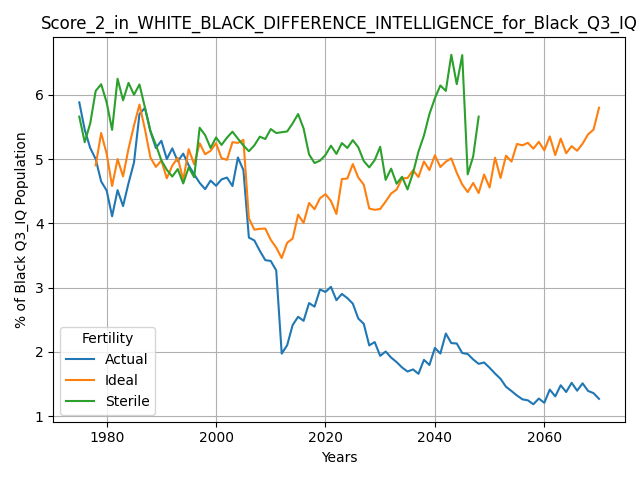 Score_2_in_WHITE_BLACK_DIFFERENCE_INTELLIGENCE_for_Black_Q3_IQ
% of Black Q3_IQ Population
6
5
4
3
2
1
Fertility
Actual
Ideal
Sterile
1980 2000 2020 2040 2060
Years